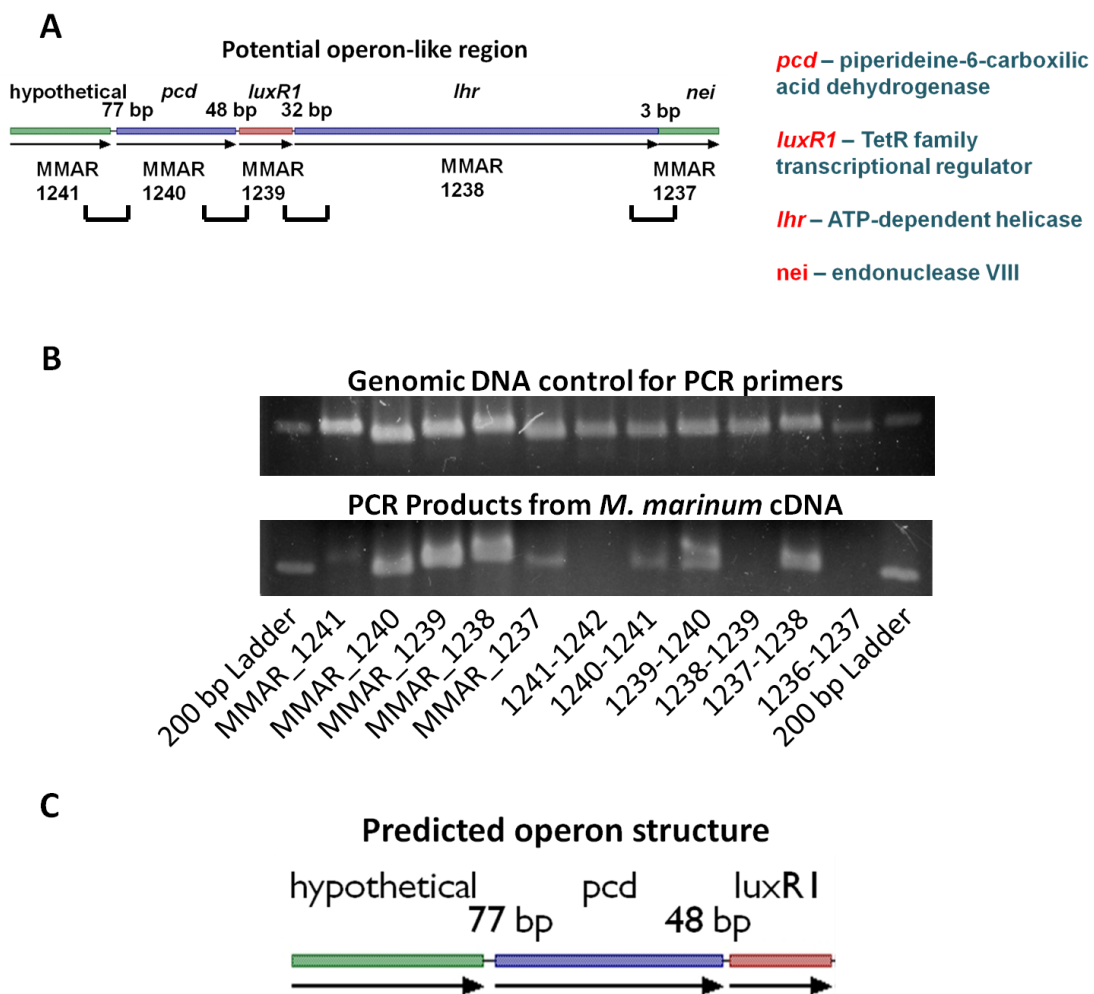 A
Potential operon-like region
hypothetical pcd luxR1 lhr nei
77 bp 48 bp 32 bp 3 bp
MMAR MMAR MMAR MMAR MMAR
1241 1240 1239 1238 1237
pcd – piperideine-6-carboxilic
acid dehydrogenase
luxR1 – TetR family
transcriptional regulator
lhr – ATP-dependent helicase
nei – endonuclease VIII
B
Genomic DNA control for PCR primers
PCR Products from M. marinum cDNA
200 bp Ladder
MMAR_1241
MMAR_1240
MMAR_1239
MMAR_1238
MMAR_1237
1241-1242
1240-1241
1239-1240
1238-1239
1237-1238
1236-1237
200 bp Ladder
C
Predicted operon structure
hypothetical pcd luxR1
77 bp 48 bp